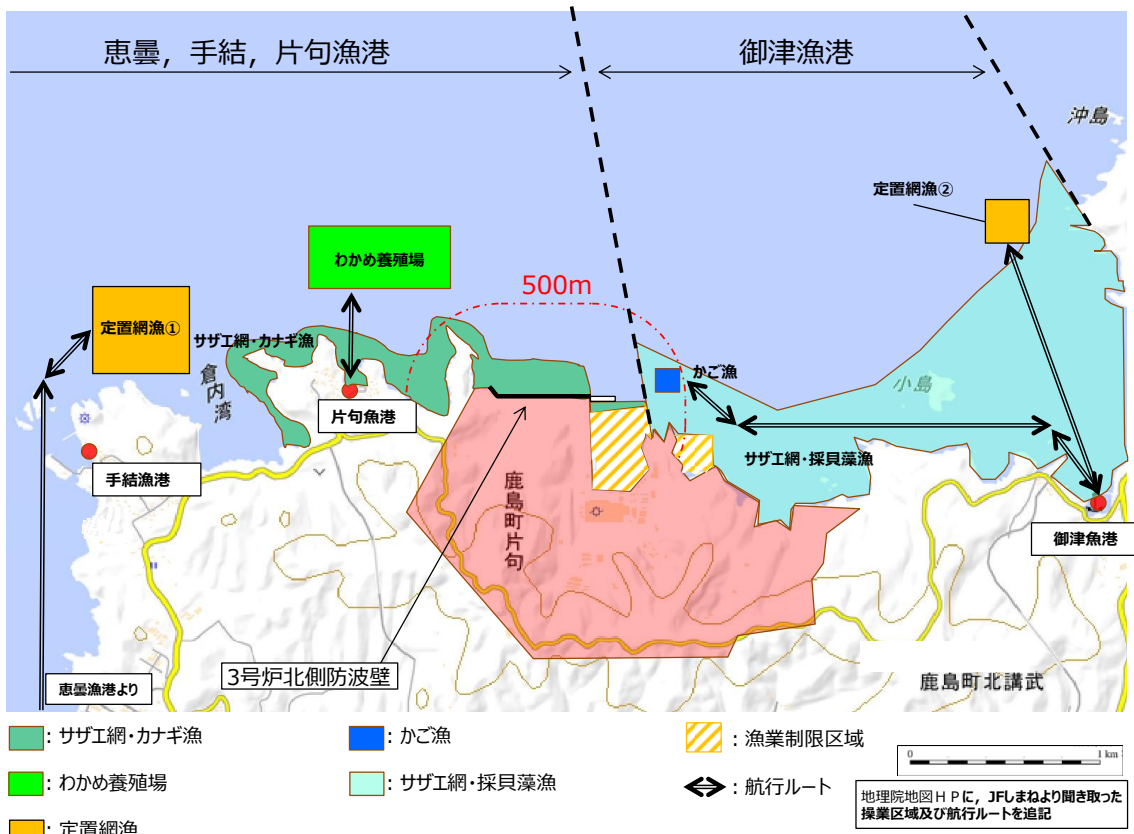 恵曇，手結，片句漁港
御津漁港
沖島
定置網漁②
わかめ養殖場
500m
定置網漁①
サザエ網・カナギ漁
かご漁
小島
倉内湾
片句魚港
サザエ網・採貝藻漁
手結漁港
鹿島町片句
御津魚港
3号炉北側防波壁
恵曇漁港より
鹿島町北講武
: サザエ網・カナギ漁
: かご漁
: 漁業制限区域
: わかめ養殖場
: サザエ網・採貝藻漁
: 航行ルート
: 定置網漁
0 1 km
地理院地図ＨＰに，JFしまねより聞き取った
操業区域及び航行ルートを追記